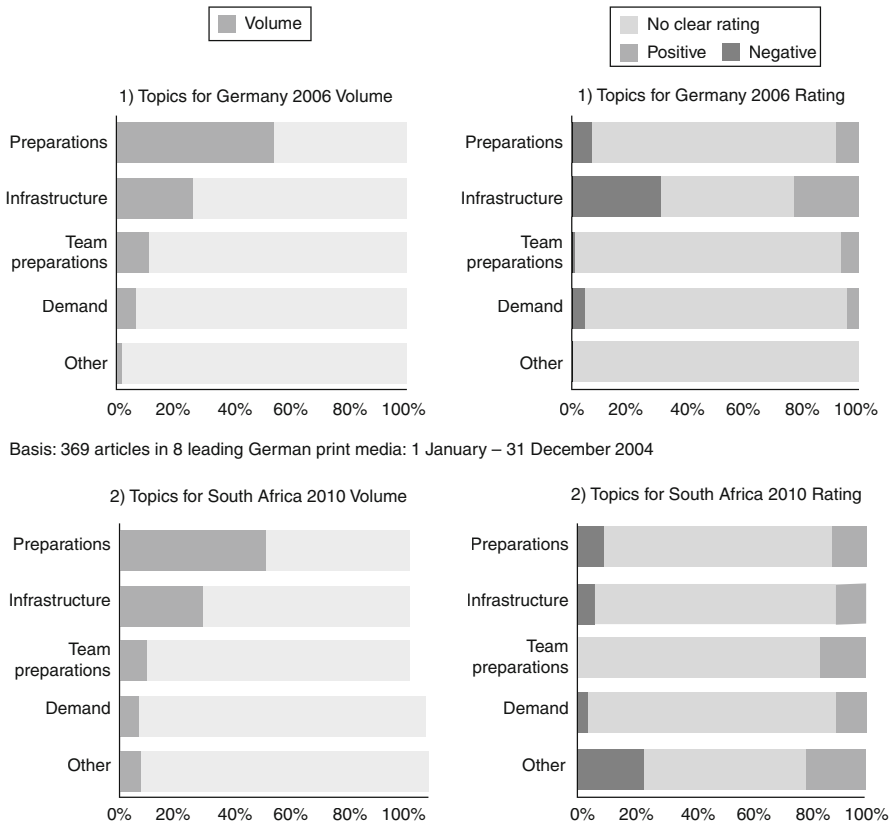 Volume
No clear rating
Positive Negative
1) Topics for Germany 2006 Volume
Preparations
Infrastructure
Team
preparations
Demand
Other
0% 20% 40% 60% 80% 100%
1) Topics for Germany 2006 Rating
Preparations
Infrastructure
Team
preparations
Demand
Other
0% 20% 40% 60% 80% 100%
Basis: 369 articles in 8 leading German print media: 1 January – 31 December 2004
2) Topics for South Africa 2010 Volume
Preparations
Infrastructure
Team
preparations
Demand
Other
0% 20% 40% 60% 80% 100%
2) Topics for South Africa 2010 Rating
Preparations
Infrastructure
Team
preparations
Demand
Other
0% 20% 40% 60% 80% 100%